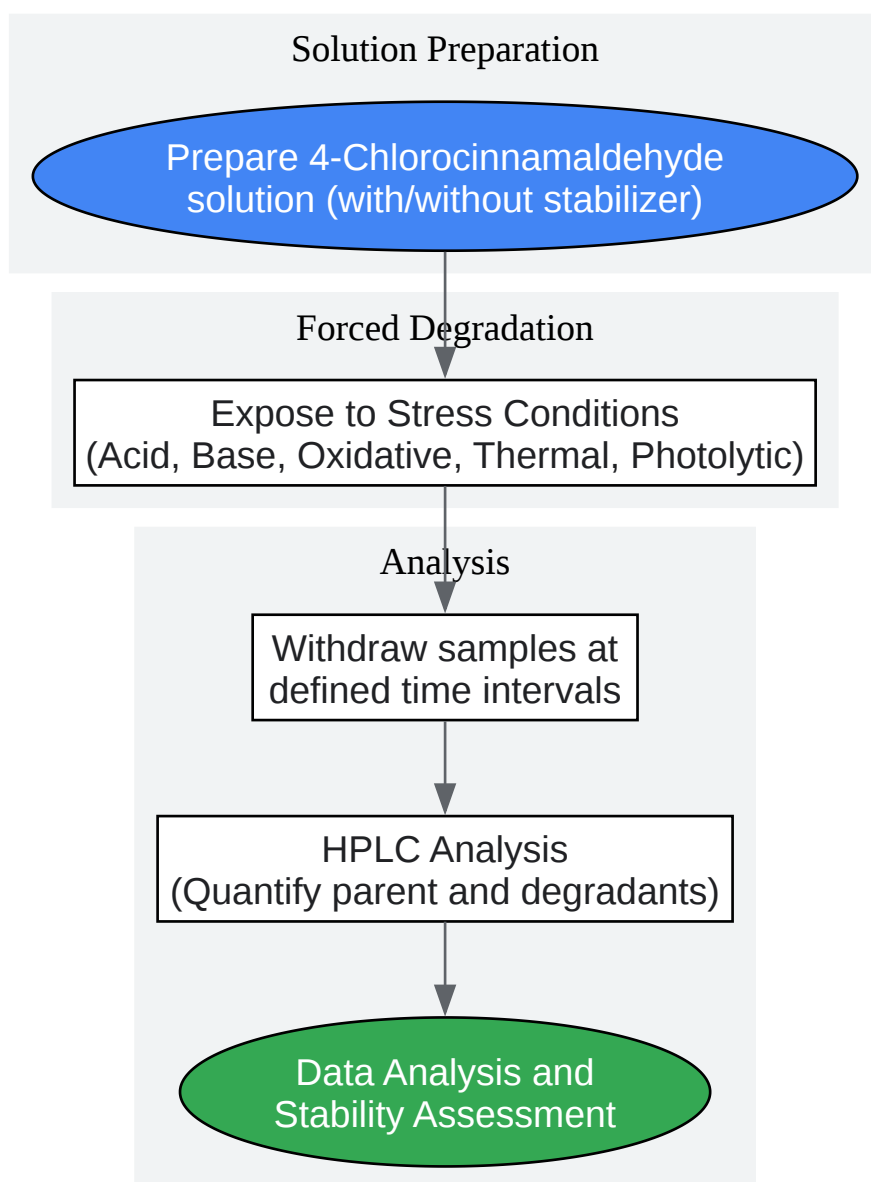 Solution Preparation
Prepare 4-Chlorocinnamaldehyde
solution (with/without stabilizer)
Forced Degradation
Expose to Stress Conditions
(Acid, Base, Oxidative, Thermal, Photolytic)
Analysis
Withdraw samples at
defined time intervals
HPLC Analysis
(Quantify parent and degradants)
Data Analysis and
Stability Assessment